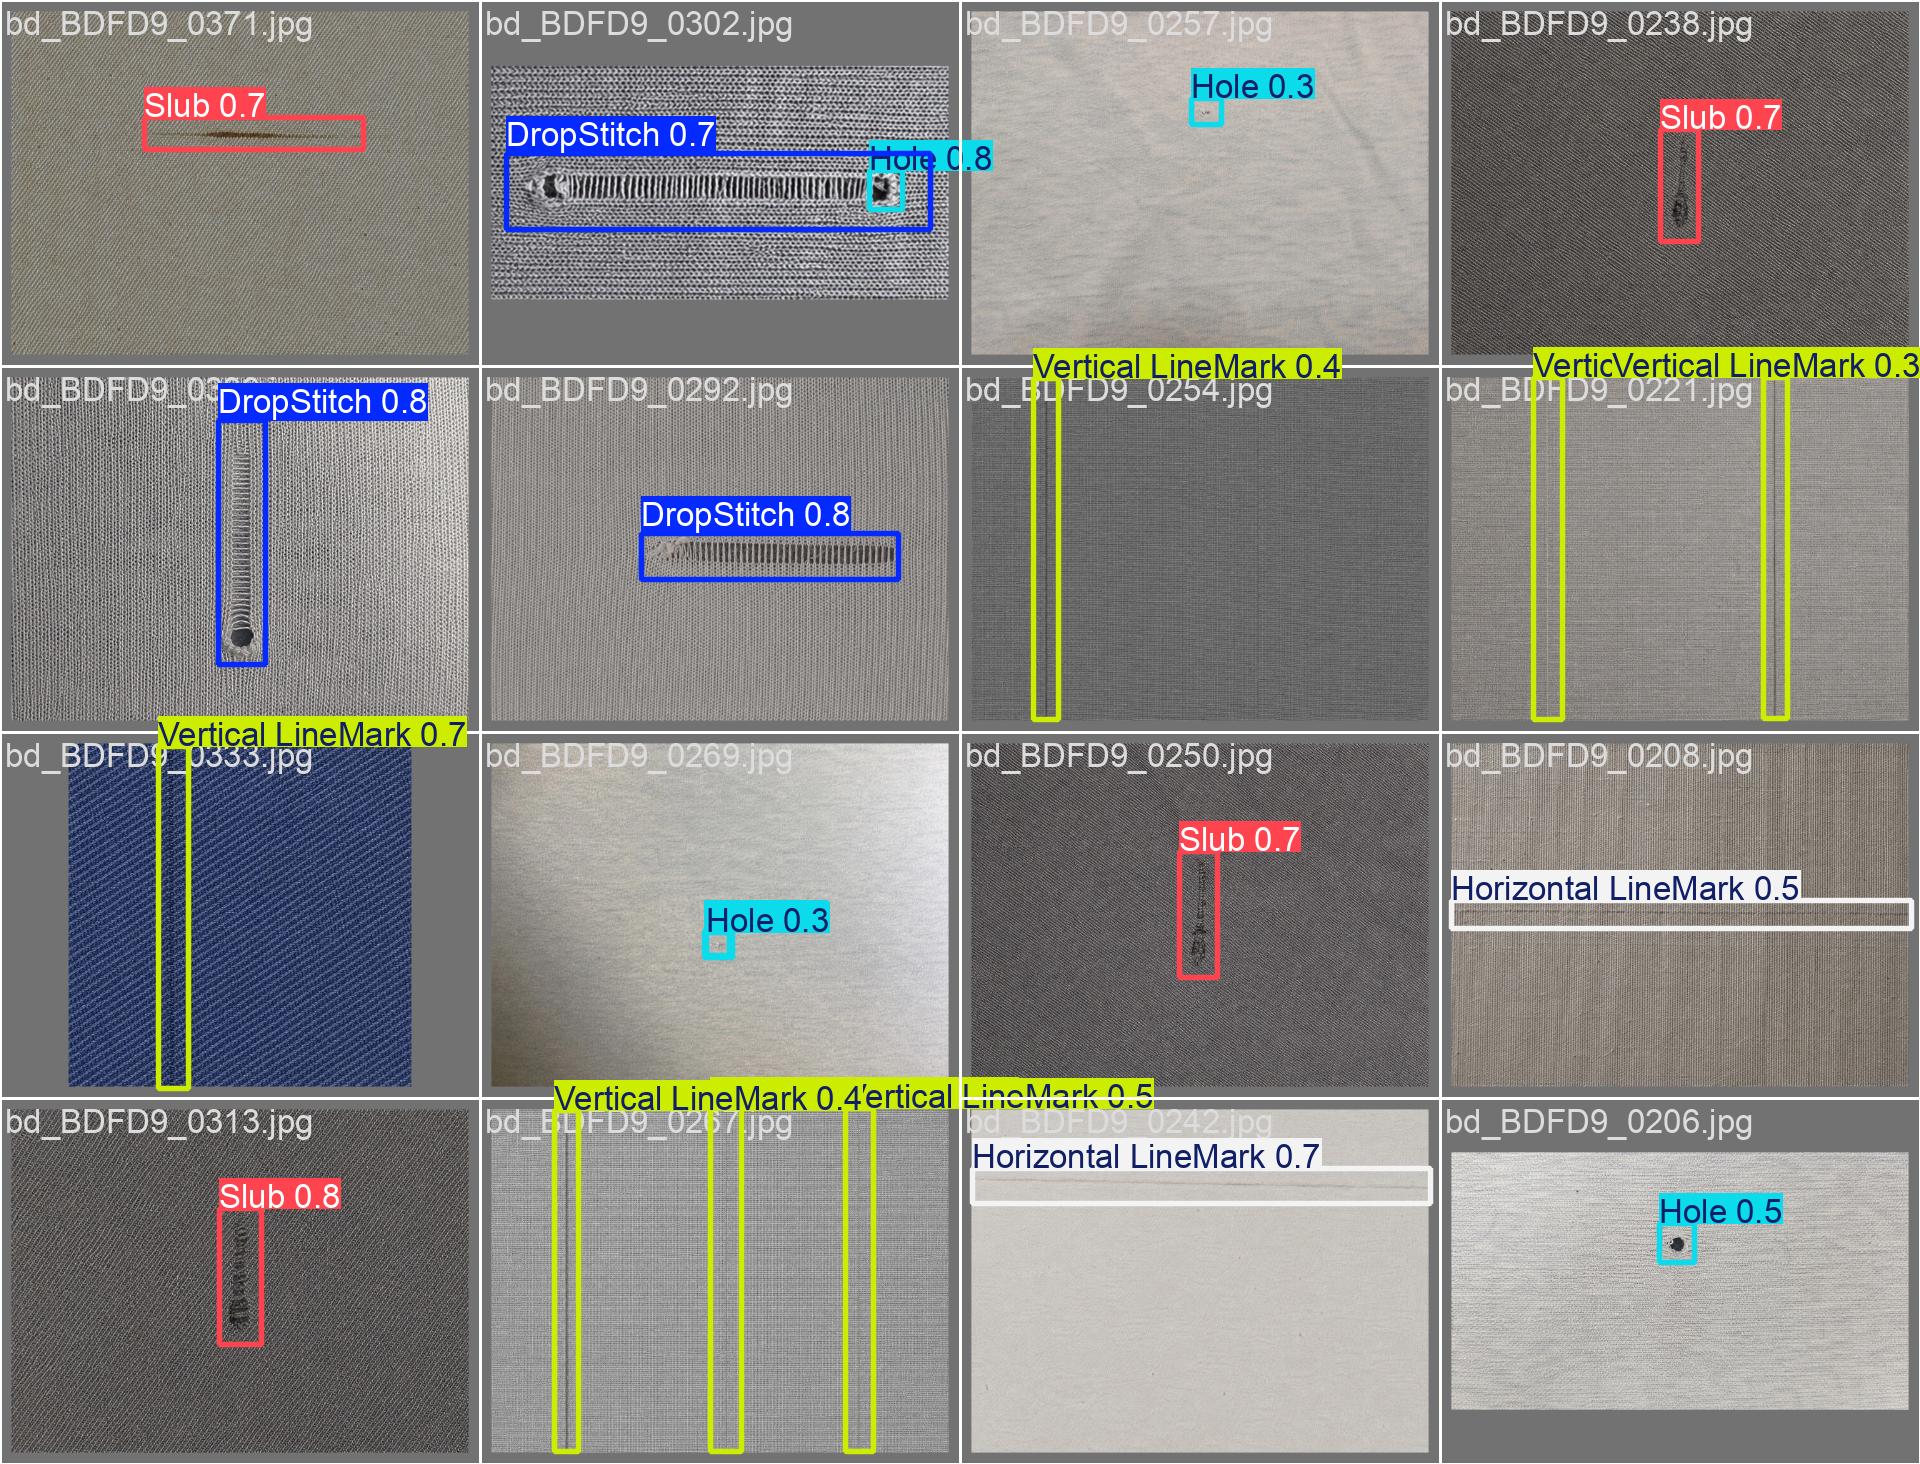 bd_BDFD9_0371.jpg
Slub 0.7
bd_BDFD9_0302.jpg
DropStitch 0.7
Hole 0.8
bd_BDFD9_0257.jpg
Hole 0.3
bd_BDFD9_0238.jpg
Slub 0.7
DropStitch 0.8
bd_BDFD9_0292.jpg
DropStitch 0.8
Vertical LineMark 0.4
bd_BDFD9_0254.jpg
Vertical LineMark 0.3
bd_BDFD9_0221.jpg
Vertical LineMark 0.7
bd_BDFD9_0333.jpg
bd_BDFD9_0269.jpg
Hole 0.3
bd_BDFD9_0250.jpg
Slub 0.7
bd_BDFD9_0208.jpg
Horizontal LineMark 0.5
bd_BDFD9_0313.jpg
Slub 0.8
Vertical LineMark 0.4
Vertical LineMark 0.5
bd_BDFD9_0267.jpg
bd_BDFD9_0242.jpg
Horizontal LineMark 0.7
bd_BDFD9_0206.jpg
Hole 0.5